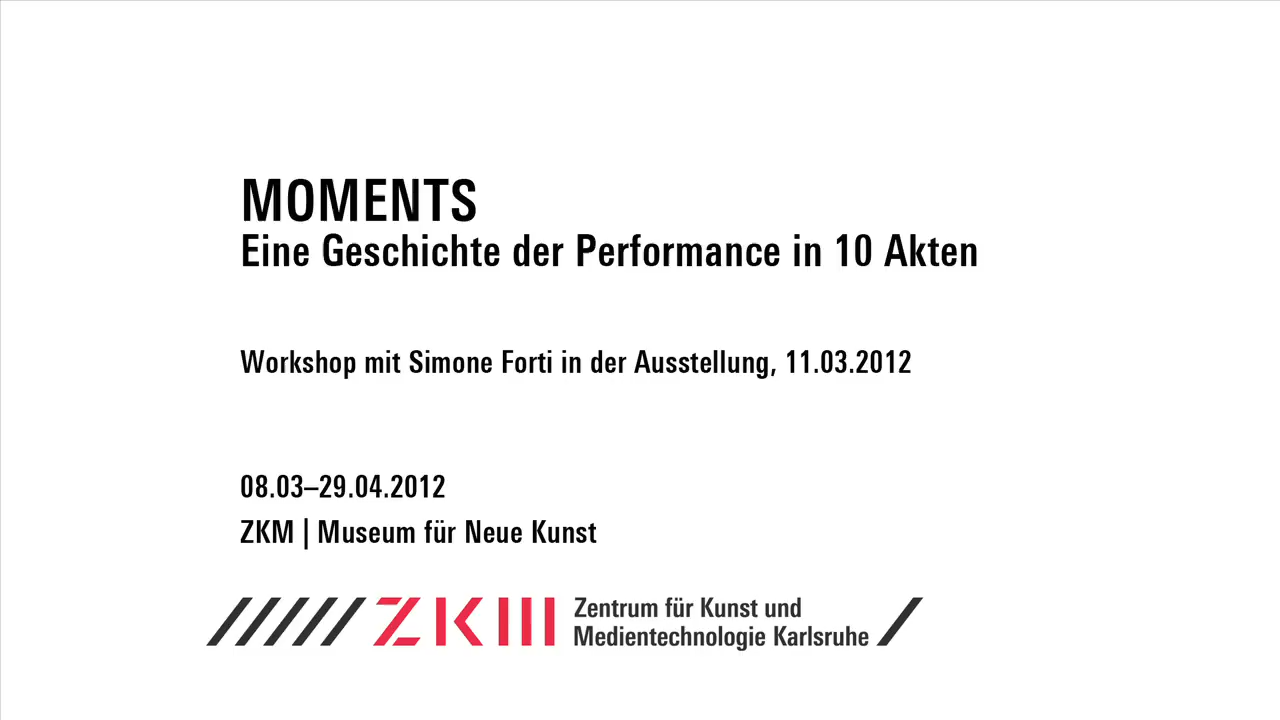 MOMENTS
Eine Geschichte der Performance in 10 Akten
Workshop mit Simone Forti in der Ausstellung, 11.03.2012
08.03–29.04.2012
ZKM | Museum für Neue Kunst
ZKM Zentrum für Kunst und
Medientechnologie Karlsruhe